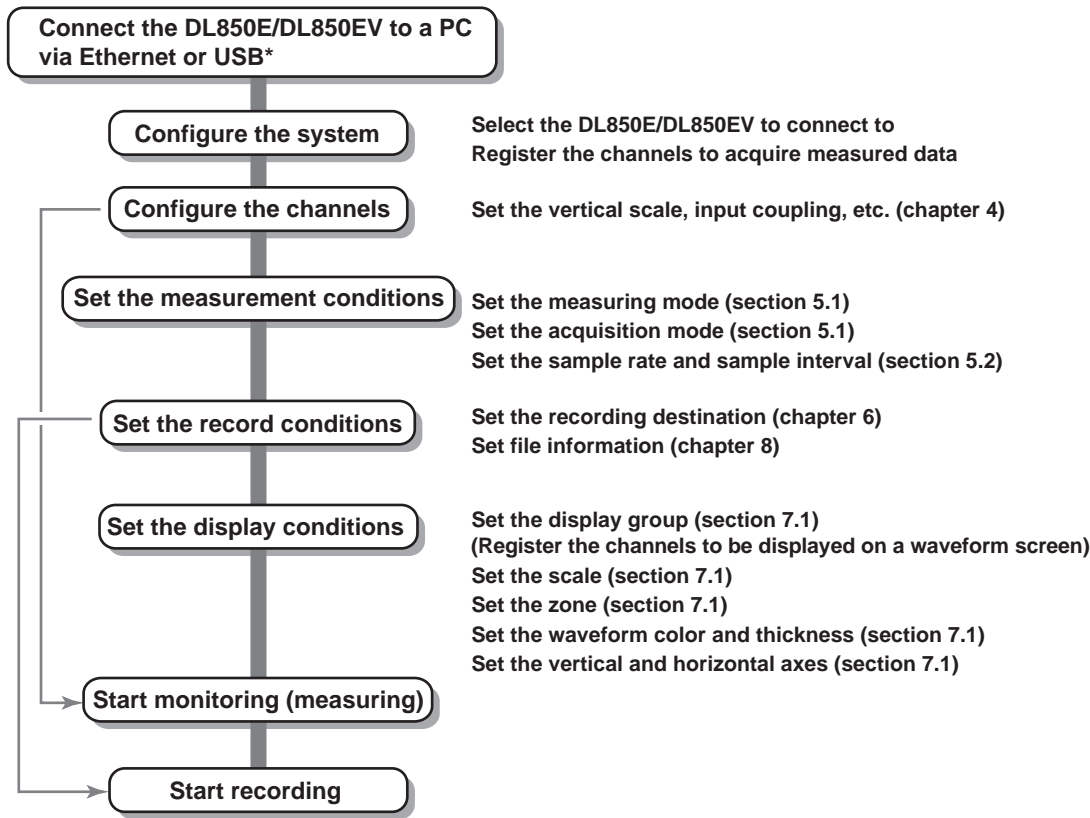 Connect the DL850E/DL850EV to a PC
via Ethernet or USB*
Configure the system
Select the DL850E/DL850EV to connect to
Register the channels to acquire measured data
Configure the channels
Set the vertical scale, input coupling, etc. (chapter 4)
Set the measurement conditions
Set the measuring mode (section 5.1)
Set the acquisition mode (section 5.1)
Set the sample rate and sample interval (section 5.2)
Set the record conditions
Set the recording destination (chapter 6)
Set file information (chapter 8)
Set the display conditions
Set the display group (section 7.1)
(Register the channels to be displayed on a waveform screen)
Set the scale (section 7.1)
Set the zone (section 7.1)
Set the waveform color and thickness (section 7.1)
Set the vertical and horizontal axes (section 7.1)
Start monitoring (measuring)
Start recording